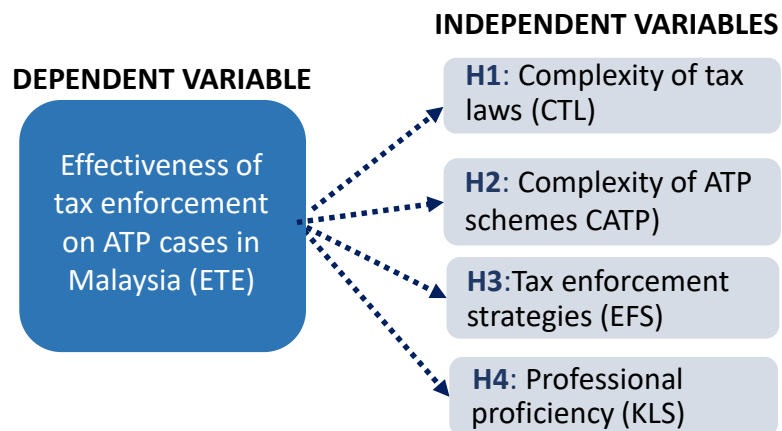 INDEPENDENT VARIABLES
DEPENDENT VARIABLE
Effectiveness of
tax enforcement
on ATP cases in
Malaysia (ETE)
H1: Complexity of tax
laws (CTL)
H2: Complexity of ATP
schemes CATP)
H3:Tax enforcement
strategies (EFS)
H4: Professional
proficiency (KLS)